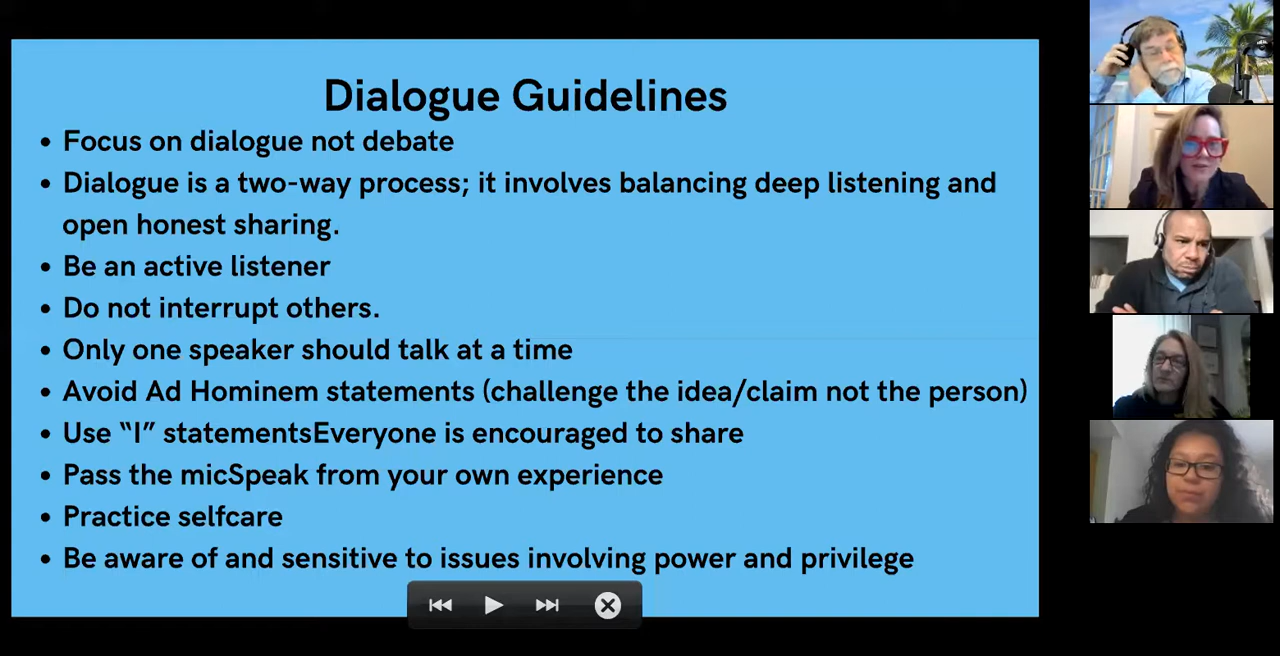 Dialogue Guidelines
• Focus on dialogue not debate
• Dialogue is a two-way process; it involves balancing deep listening and
open honest sharing.
• Be an active listener
• Do not interrupt others.
• Only one speaker should talk at a time
• Avoid Ad Hominem statements (challenge the idea/claim not the person)
• Use “I” statementsEveryone is encouraged to share
• Pass the micSpeak from your own experience
• Practice selfcare
• Be aware of and sensitive to issues involving power and privilege